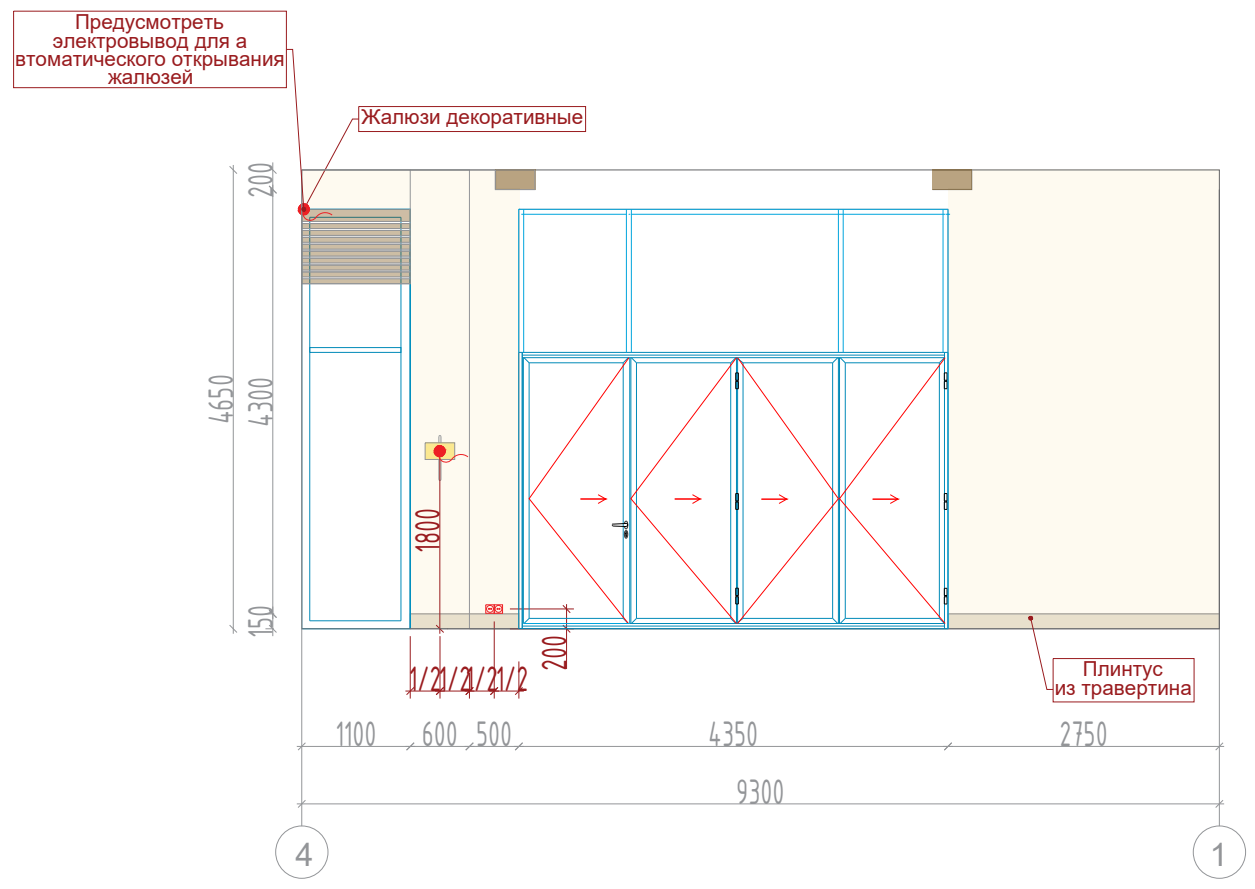 Предусмотреть
электровывод для а
втоматического открывания
жалюзей
Жалюзи декоративные
200
4650
4300
1800
150
200
1/2 1/2 1/2 1/2
Плинтус
из травертина
1100 600 500 4350 2750
9300
4 1